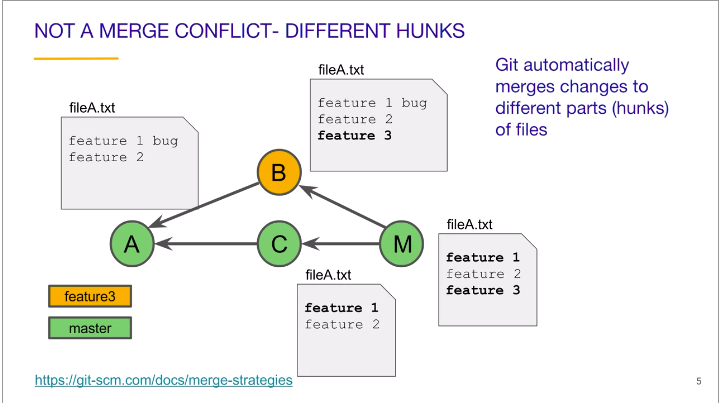 NOT A MERGE CONFLICT- DIFFERENT HUNKS
Git automatically
merges changes to
different parts (hunks)
of files
fileA.txt
feature 1 bug
feature 2
feature 3
fileA.txt
feature 1 bug
feature 2
B
A
C
M
fileA.txt
feature 1
feature 2
feature 3
fileA.txt
feature 1
feature 2
feature3
master
https://git-scm.com/docs/merge-strategies
5